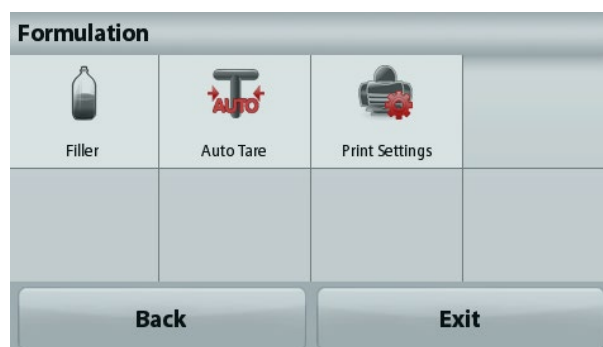 Formulation
AUTO
Filler
Auto Tare
Print Settings
Back
Exit